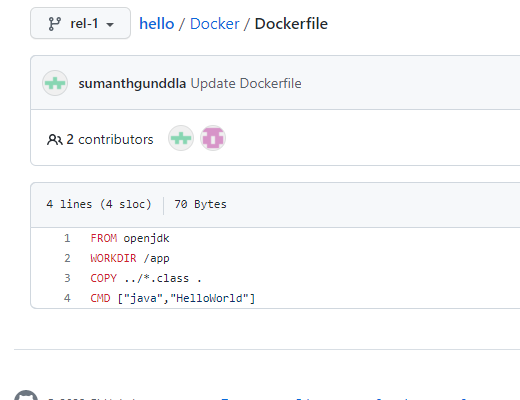 rel-1
hello / Docker / Dockerfile
sumanthgunddla Update Dockerfile
2 contributors
4 lines (4 sloc) 70 Bytes
1 FROM openjdk
2 WORKDIR /app
3 COPY ../*.class .
4 CMD ["java","HelloWorld"]